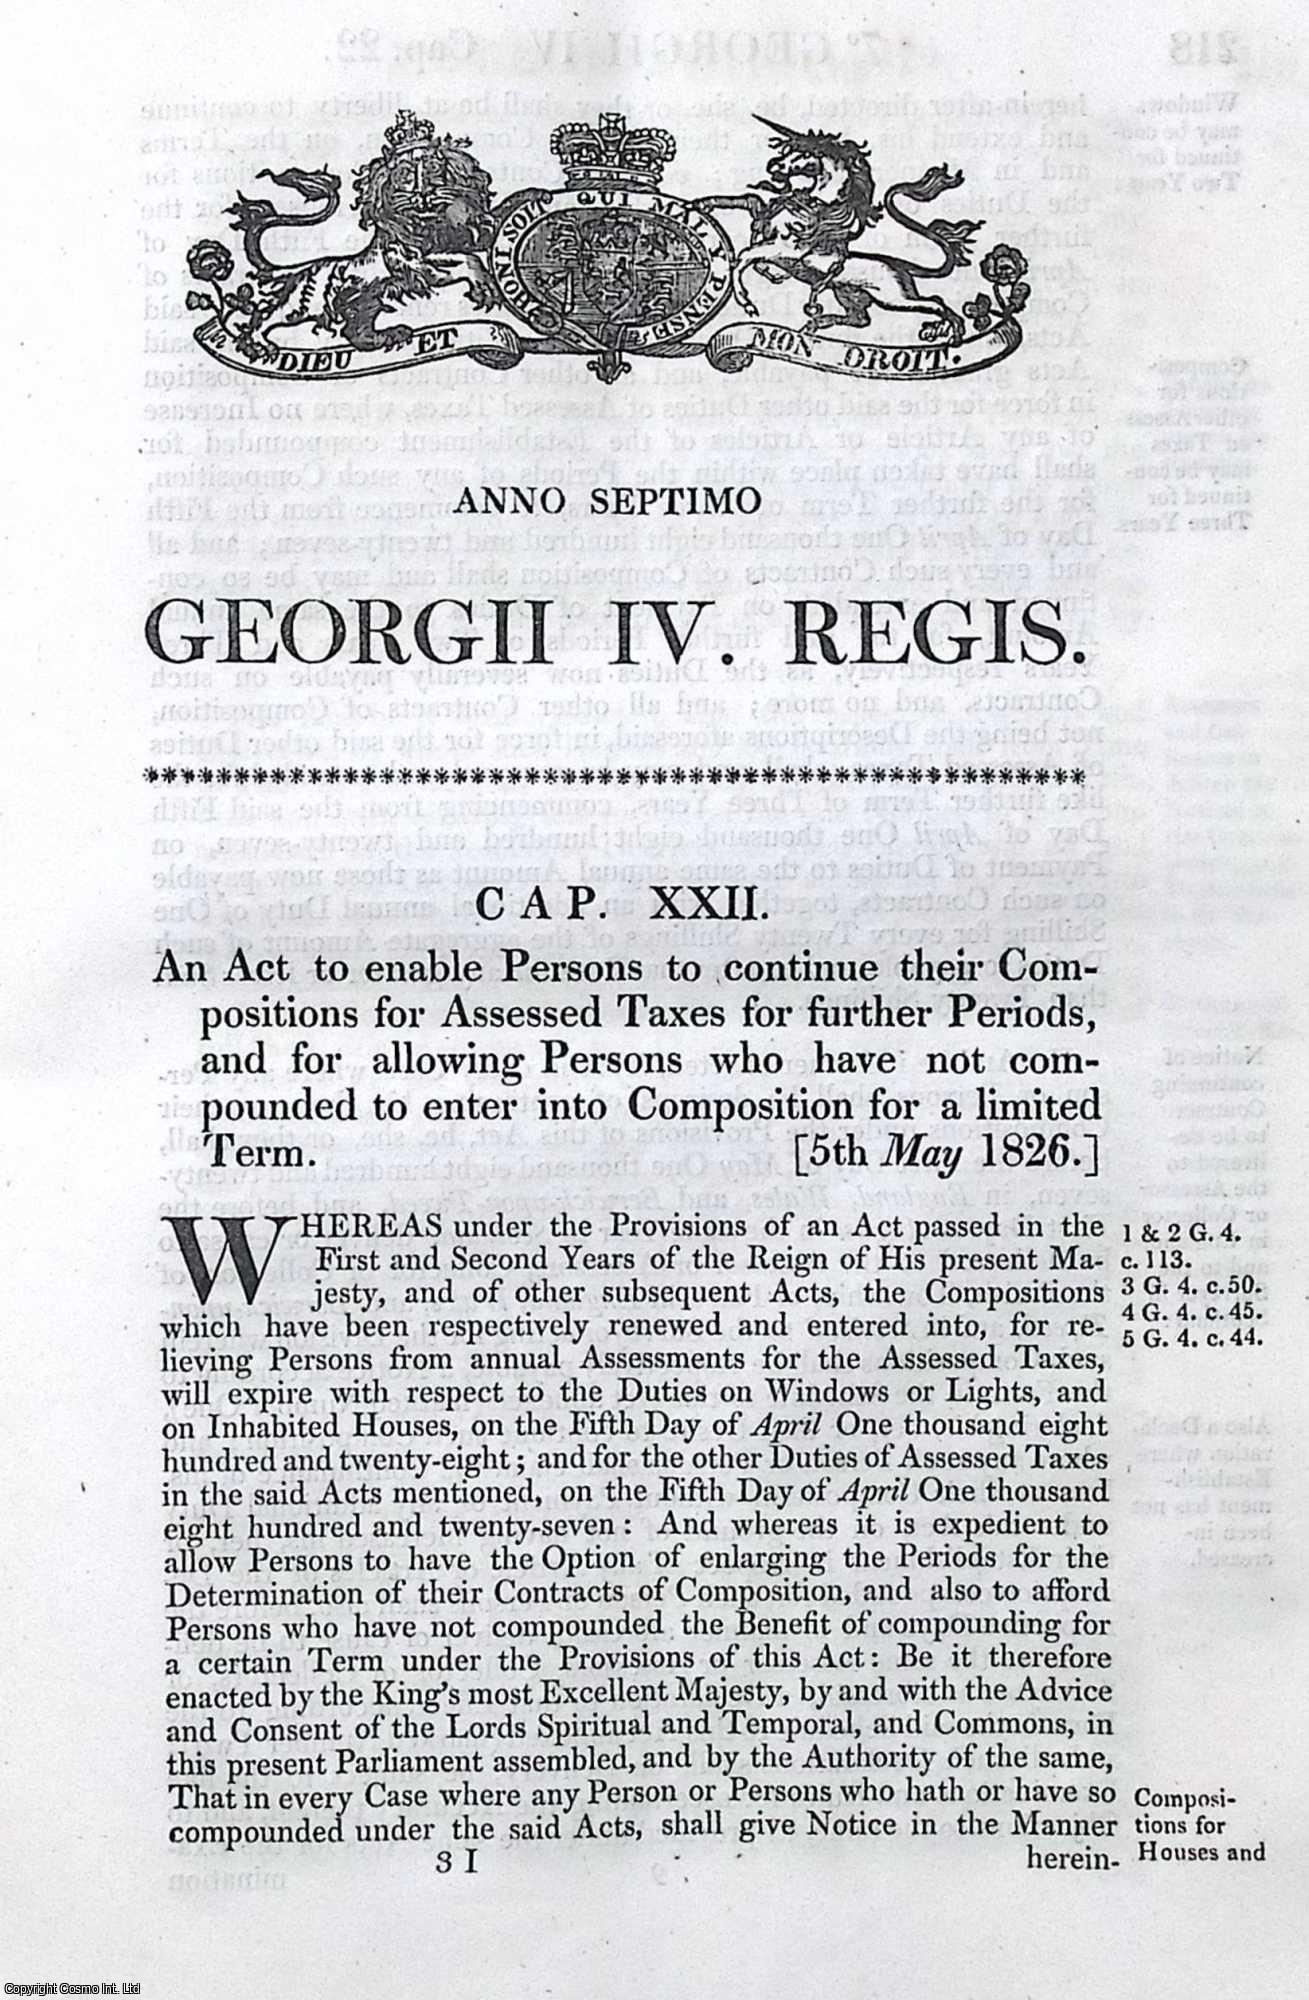 HONI SOIT QUI MAL Y PENSE
DIEU ET MON DROIT.
ANNO SEPTIMO
GEORGII IV. REGIS.
CAP. XXII.
An Act to enable Persons to continue their Com-
positions for Assessed Taxes for further Periods,
and for allowing Persons who have not com-
pounded to enter into Composition for a limited
Term. [5th May 1826.]
WHEREAS under the Provisions of an Act passed in the
First and Second Years of the Reign of His present Ma-
jesty, and of other subsequent Acts, the Compositions
which have been respectively renewed and entered into, for re-
lieving Persons from annual Assessments for the Assessed Taxes,
will expire with respect to the Duties on Windows or Lights, and
on Inhabited Houses, on the Fifth Day of April One thousand eight
hundred and twenty-eight; and for the other Duties of Assessed Taxes
in the said Acts mentioned, on the Fifth Day of April One thousand
eight hundred and twenty-seven: And whereas it is expedient to
allow Persons to have the Option of enlarging the Periods for the
Determination of their Contracts of Composition, and also to afford
Persons who have not compounded the Benefit of compounding for
a certain Term under the Provisions of this Act: Be it therefore
enacted by the King's most Excellent Majesty, by and with the Advice
and Consent of the Lords Spiritual and Temporal, and Commons, in
this present Parliament assembled, and by the Authority of the same,
That in every Case where any Person or Persons who hath or have so
compounded under the said Acts, shall give Notice in the Manner
3 I herein-
1 & 2 G. 4.
c. 113.
3 G. 4. c. 50.
4 G. 4. c. 45.
5 G. 4. c. 44.
Composi-
tions for
Houses and
Copyright Cosmo Int. Ltd